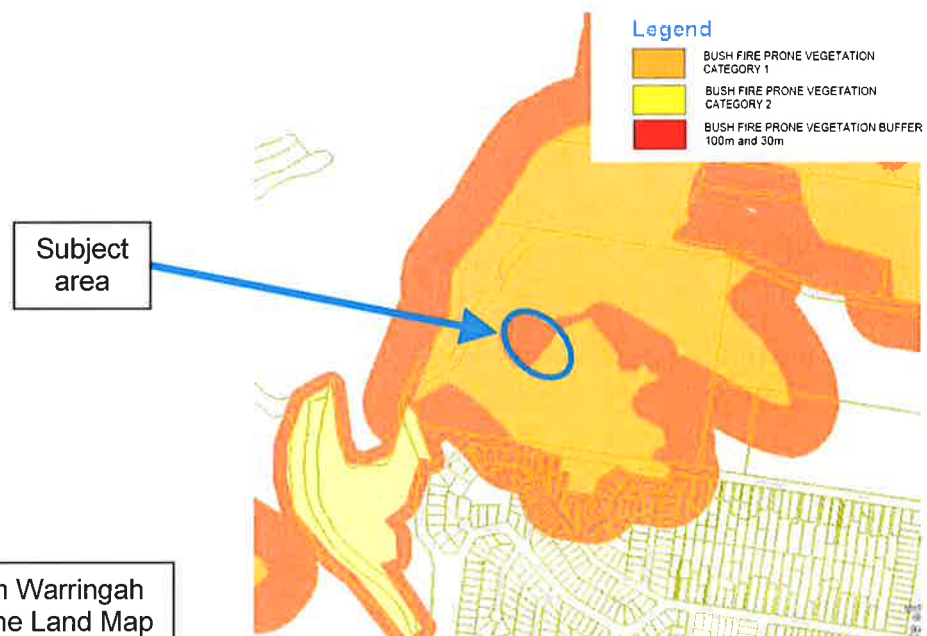 Legend
BUSH FIRE PRONE VEGETATION
CATEGORY 1
BUSH FIRE PRONE VEGETATION
CATEGORY 2
BUSH FIRE PRONE VEGETATION BUFFER
100m and 30m
Subject
area
Warringah
Land Map